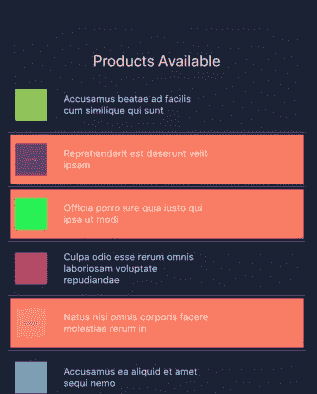 Products Available
Accusamus beatae ad facilis
cum similique qui sunt
Reprehenderit est deserunt velit
ipsam
Officia porro iure quia iusto qui
ipsa ut modi
Culpa odio esse rerum omnis
laboriosam voluptate
repudiandae
Natus nisi omnis corporis facere
molestiae rerum in
Accusamus ea aliquid et amet
sequi nemo